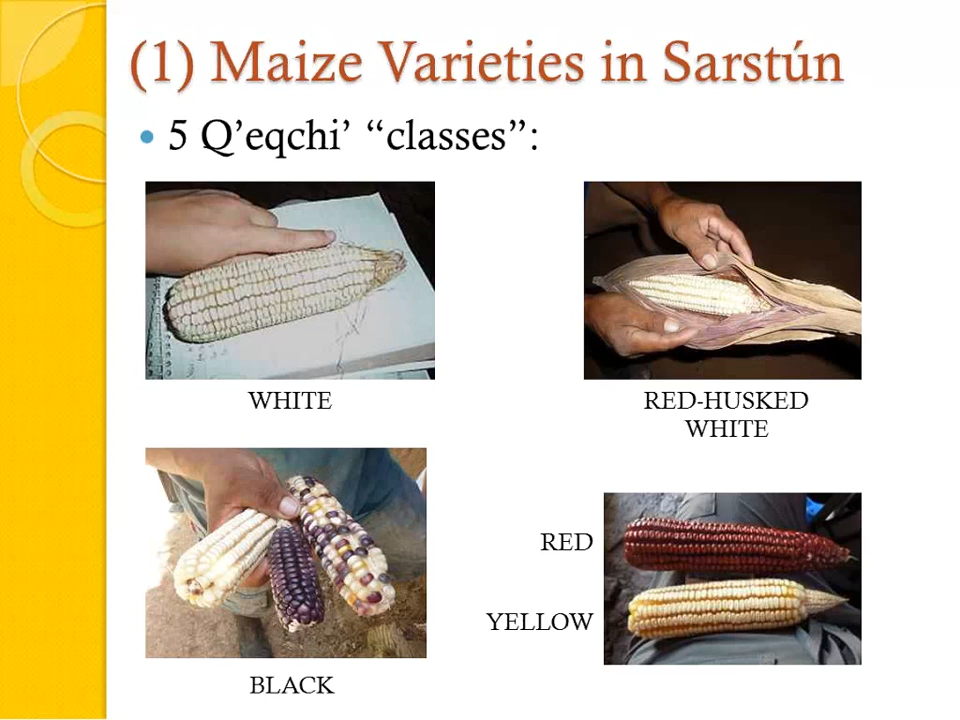 (1) Maize Varieties in Sarstún
• 5 Q’eqchi’ “classes”:
WHITE
RED-HUSKED
WHITE
RED
YELLOW
BLACK